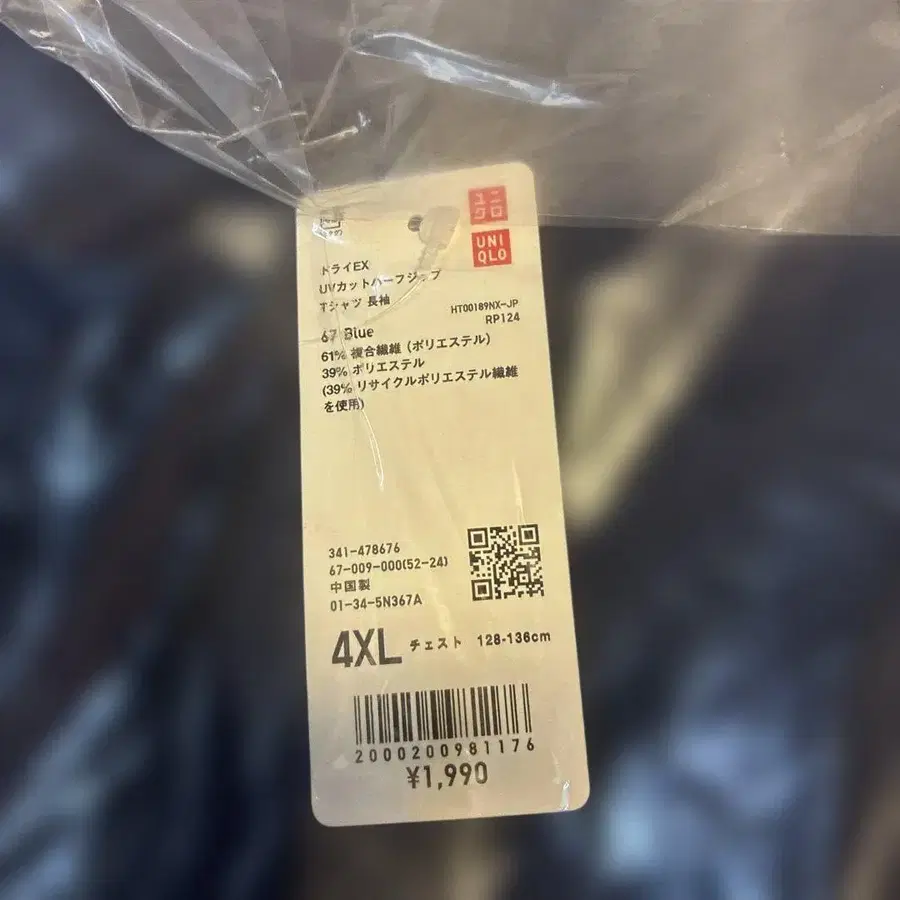 ユニ
クロ
UNI
QLO
ドライEX
UVカットハーフジップ
Tシャツ 長袖
HT00189NX-JP
67 Blue
RP124
61% 複合繊維 (ポリエステル)
39% ポリエステル
(39% リサイクルポリエステル繊維
を使用)
341-478676
67-009-000(52-24)
中国製
01-34-5N367A
4XL チェスト 128-136cm
2000200981176
¥1,990